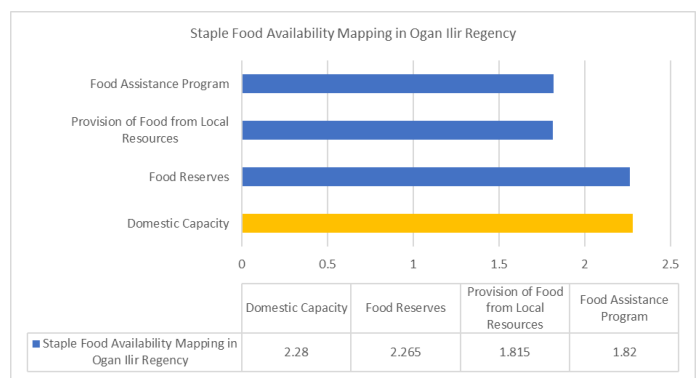 Staple Food Availability Mapping in Ogan Ilir Regency
Food Assistance Program
Provision of Food from Local
Resources
Food Reserves
Domestic Capacity
0 0.5 1 1.5 2 2.5
Domestic Capacity Food Reserves Provision of Food from Local Resources Food Assistance Program
Staple Food Availability Mapping in
Ogan Ilir Regency
2.28 2.265 1.815 1.82